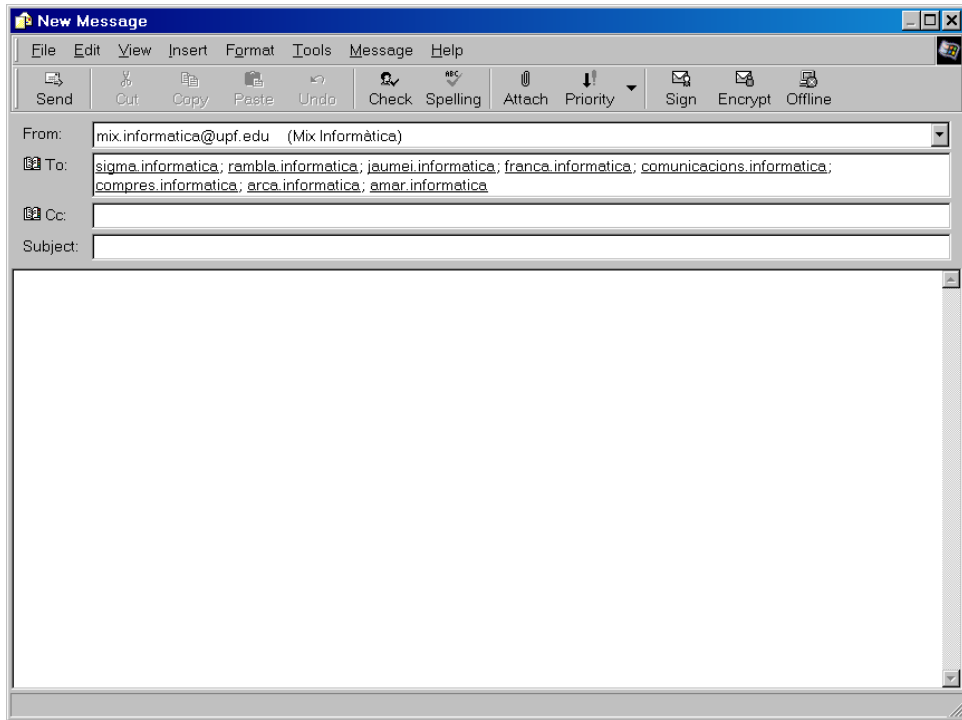 New Message
File Edit View Insert Format Tools Message Help
ABC
Send Cut Copy Paste Undo Check Spelling Attach Priority Sign Encrypt Offline
From: mix.informatica@upf.edu (Mix Informàtica)
To: sigma.informatica; rambla.informatica; jaumei.informatica; franca.informatica; comunicacions.informatica;
compres.informatica; arca.informatica; amar.informatica
Cc:
Subject: